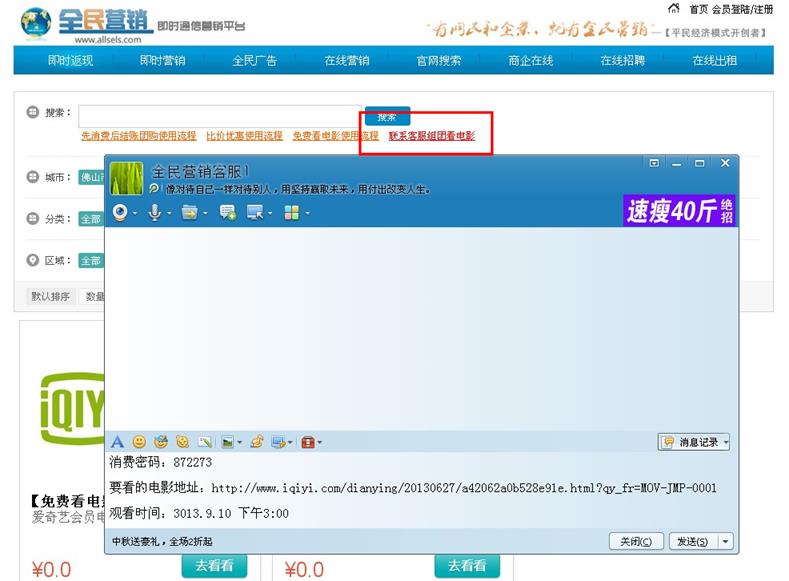 全民营销 即时通信营销平台
www.allsels.com
首页 会员登陆/注册
"有网民和企业，就有全民营销"—【平民经济模式开创者】
即时返现 即时营销 全民广告 在线营销 官网搜索 商企在线 在线招聘 在线出租
搜索： 搜索
先消费后结账团购使用流程 比价优惠使用流程 免费看电影使用流程 联系客服组团看电影
全民营销客服1
像对待自己一样对待别人，用坚持赢取未来，用付出改变人生。
城市： 佛山市
速瘦40斤 绝招
分类： 全部
区域： 全部
默认排序 数量
iQIY
消息记录
消费密码：872273
要看的电影地址：http://www.iqiyi.com/dianying/20130627/a42062a0b528e91e.html?qy_fr=MOV-JMP-0001
【免费看电影
爱奇艺会员电
观看时间：3013.9.10 下午3:00
中秋送豪礼，全场2折起 关闭(C) 发送(S)
¥0.0 去看看 ¥0.0 去看看